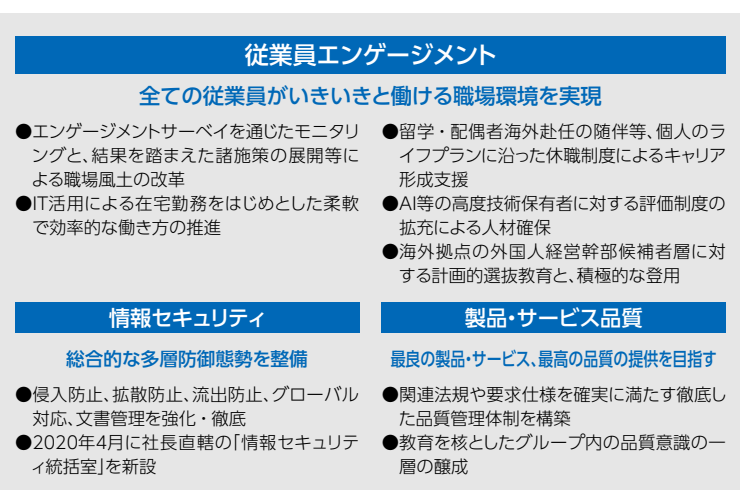 従業員エンゲージメント
全ての従業員がいきいきと働ける職場環境を実現
●エンゲージメントサーベイを通じたモニタリ
ングと、結果を踏まえた諸施策の展開等に
よる職場風土の改革
●IT活用による在宅勤務をはじめとした柔軟
で効率的な働き方の推進
●留学・配偶者海外赴任の随伴等、個人のラ
イフプランに沿った休職制度によるキャリア
形成支援
●AI等の高度技術保有者に対する評価制度の
拡充による人材確保
●海外拠点の外国人経営幹部候補者層に対
する計画的選抜教育と、積極的な登用
情報セキュリティ
総合的な多層防御態勢を整備
●侵入防止、拡散防止、流出防止、グローバル
対応、文書管理を強化・徹底
●2020年4月に社長直轄の「情報セキュリテ
ィ統括室」を新設
製品・サービス品質
最良の製品・サービス、最高の品質の提供を目指す
●関連法規や要求仕様を確実に満たす徹底し
た品質管理体制を構築
●教育を核としたグループ内の品質意識の一
層の醸成